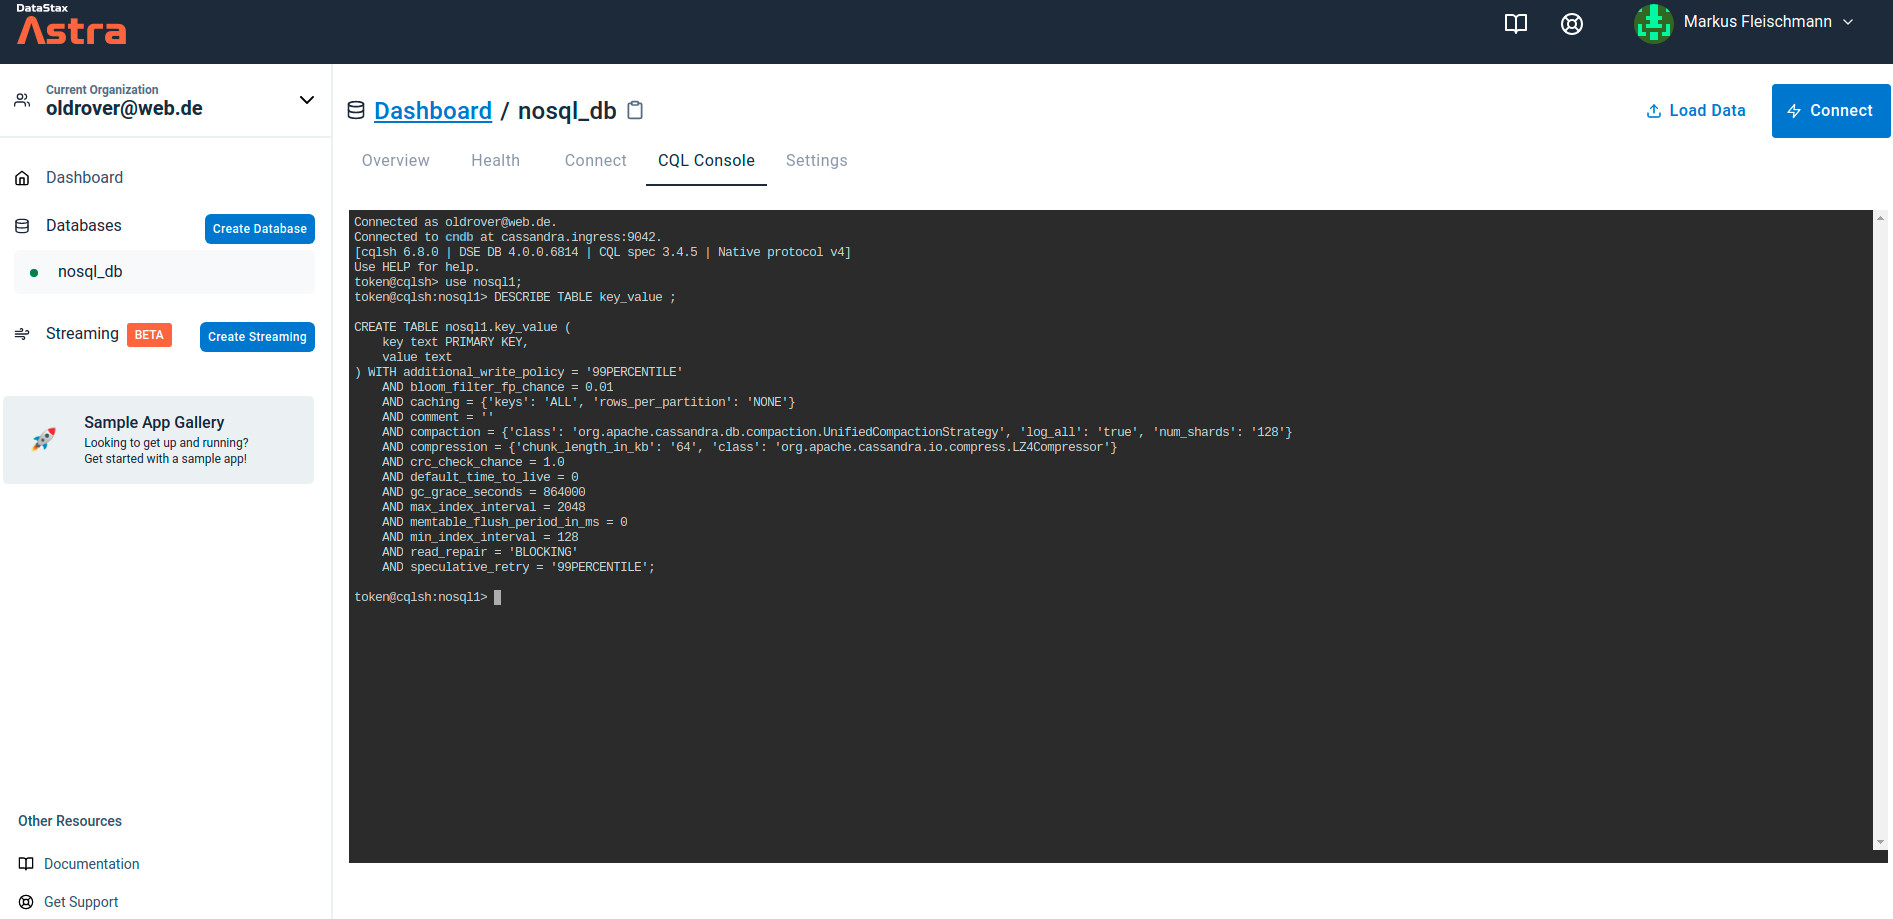 DataStax
Astra
Markus Fleischmann
Current Organization
oldrover@web.de
Dashboard
Databases
Create Database
nosql_db
Streaming BETA
Create Streaming
Sample App Gallery
Looking to get up and running?
Get started with a sample app!
Other Resources
Documentation
Get Support
Dashboard / nosql_db
Load Data
Connect
Overview Health Connect CQL Console Settings
Connected as oldrover@web.de.
Connected to cndb at cassandra.ingress:9042.
[cqlsh 6.8.0 | DSE DB 4.0.0.6814 | CQL spec 3.4.5 | Native protocol v4]
Use HELP for help.
token@cqlsh> use nosql1;
token@cqlsh:nosql1> DESCRIBE TABLE key_value ;
CREATE TABLE nosql1.key_value (
    key text PRIMARY KEY,
    value text
) WITH additional_write_policy = '99PERCENTILE'
    AND bloom_filter_fp_chance = 0.01
    AND caching = {'keys': 'ALL', 'rows_per_partition': 'NONE'}
    AND comment = ''
    AND compaction = {'class': 'org.apache.cassandra.db.compaction.UnifiedCompactionStrategy', 'log_all': 'true', 'num_shards': '128'}
    AND compression = {'chunk_length_in_kb': '64', 'class': 'org.apache.cassandra.io.compress.LZ4Compressor'}
    AND crc_check_chance = 1.0
    AND default_time_to_live = 0
    AND gc_grace_seconds = 864000
    AND max_index_interval = 2048
    AND memtable_flush_period_in_ms = 0
    AND min_index_interval = 128
    AND read_repair = 'BLOCKING'
    AND speculative_retry = '99PERCENTILE';
token@cqlsh:nosql1>